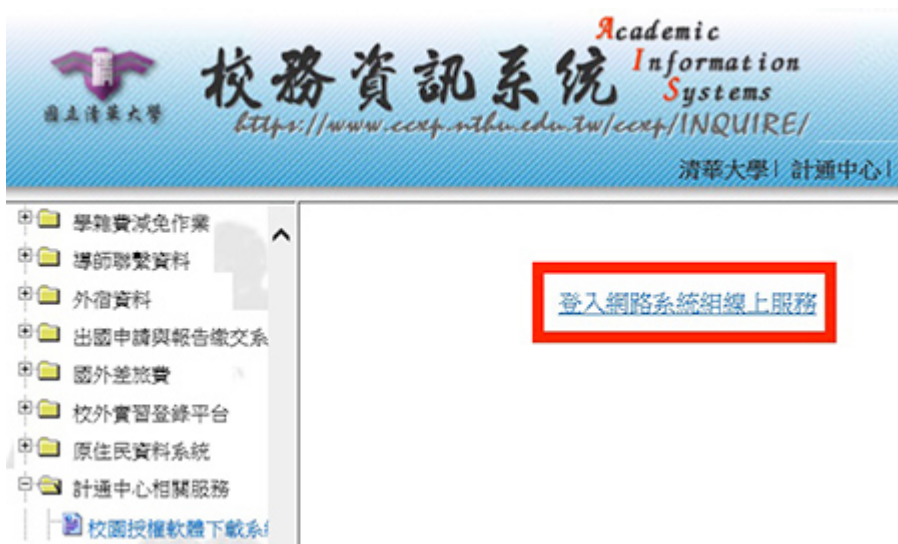 Academic
Information
Systems
校務資訊系統
國立清華大學
https://www.ccxp.nthu.edu.tw/ccxp/INQUIRE/
清華大學| 計通中心|
學雜費減免作業
導師聯繫資料
外宿資料
出國申請與報告繳交系
國外差旅費
校外實習登錄平台
原住民資料系統
計通中心相關服務
校園授權軟體下載系統
登入網路系統組線上服務